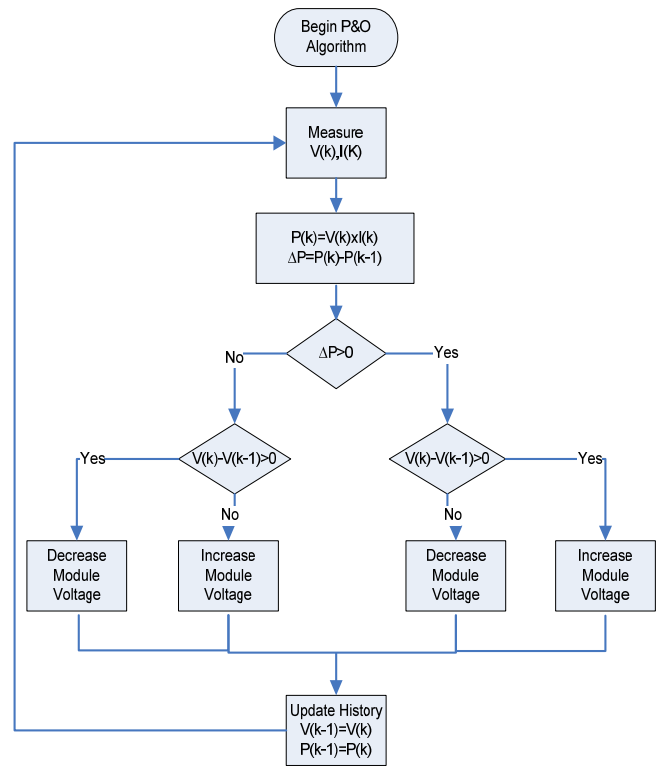 Begin P&O
Algorithm
Measure
V(k),I(K)
P(k)=V(k)xI(k)
ΔP=P(k)-P(k-1)
ΔP>0
No
Yes
V(k)-V(k-1)>0
V(k)-V(k-1)>0
Yes
No
No
Yes
Decrease
Module
Voltage
Increase
Module
Voltage
Decrease
Module
Voltage
Increase
Module
Voltage
Update History
V(k-1)=V(k)
P(k-1)=P(k)